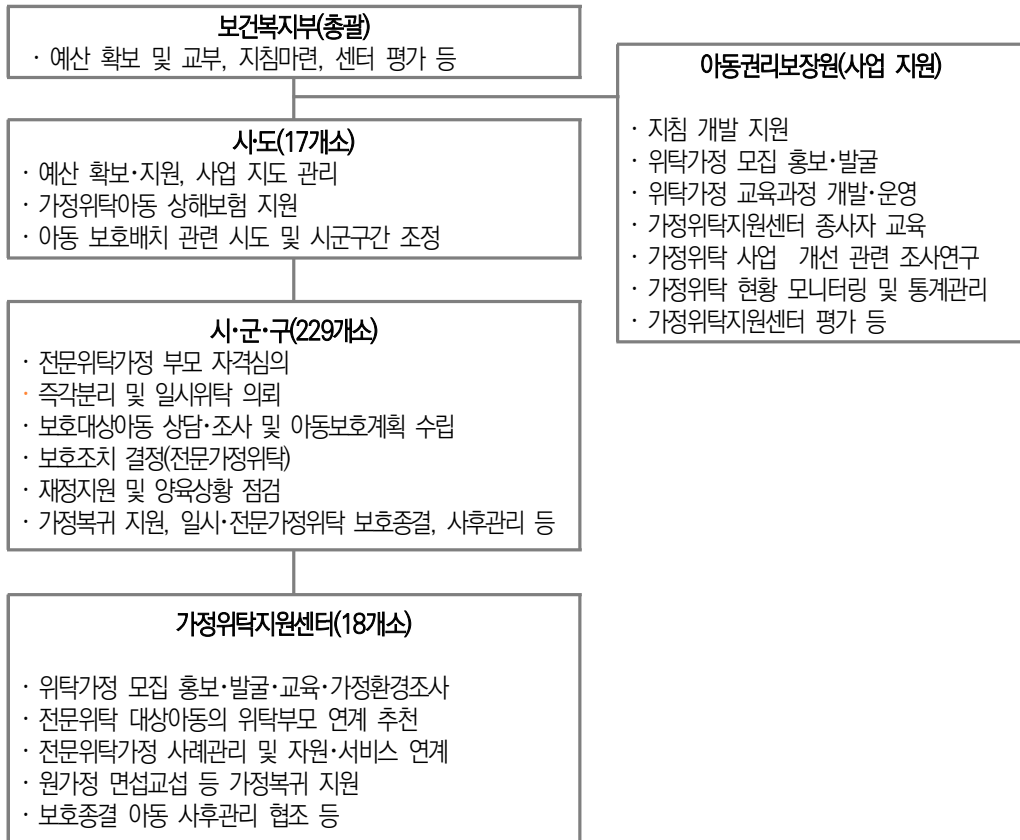 보건복지부(총괄)
· 예산 확보 및 교부, 지침마련, 센터 평가 등
아동권리보장원(사업 지원)
· 지침 개발 지원
· 위탁가정 모집 홍보·발굴
· 위탁가정 교육과정 개발·운영
· 가정위탁지원센터 종사자 교육
· 가정위탁 사업 개선 관련 조사연구
· 가정위탁 현황 모니터링 및 통계관리
· 가정위탁지원센터 평가 등
시·도(17개소)
· 예산 확보·지원, 사업 지도 관리
· 가정위탁아동 상해보험 지원
· 아동 보호배치 관련 시도 및 시군구간 조정
시·군·구(229개소)
· 전문위탁가정 부모 자격심의
· 즉각분리 및 일시위탁 의뢰
· 보호대상아동 상담·조사 및 아동보호계획 수립
· 보호조치 결정(전문가정위탁)
· 재정지원 및 양육상황 점검
· 가정복귀 지원, 일시·전문가정위탁 보호종결, 사후관리 등
가정위탁지원센터(18개소)
· 위탁가정 모집 홍보·발굴·교육·가정환경조사
· 전문위탁 대상아동의 위탁부모 연계 추천
· 전문위탁가정 사례관리 및 자원·서비스 연계
· 원가정 면섭교섭 등 가정복귀 지원
· 보호종결 아동 사후관리 협조 등